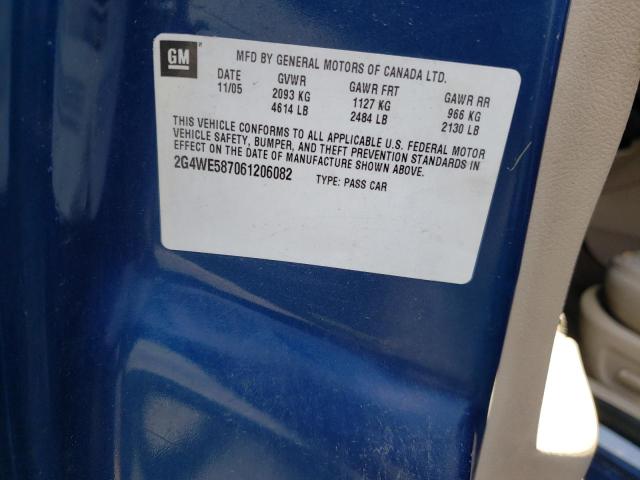 GM
MFD BY GENERAL MOTORS OF CANADA LTD.
DATE GVWR GAWR FRT GAWR RR
11/05 2093 KG 1127 KG 966 KG
4614 LB 2484 LB 2130 LB
THIS VEHICLE CONFORMS TO ALL APPLICABLE U.S. FEDERAL MOTOR
VEHICLE SAFETY, BUMPER, AND THEFT PREVENTION STANDARDS IN
EFFECT ON THE DATE OF MANUFACTURE SHOWN ABOVE.
2G4WE587061206082 TYPE: PASS CAR